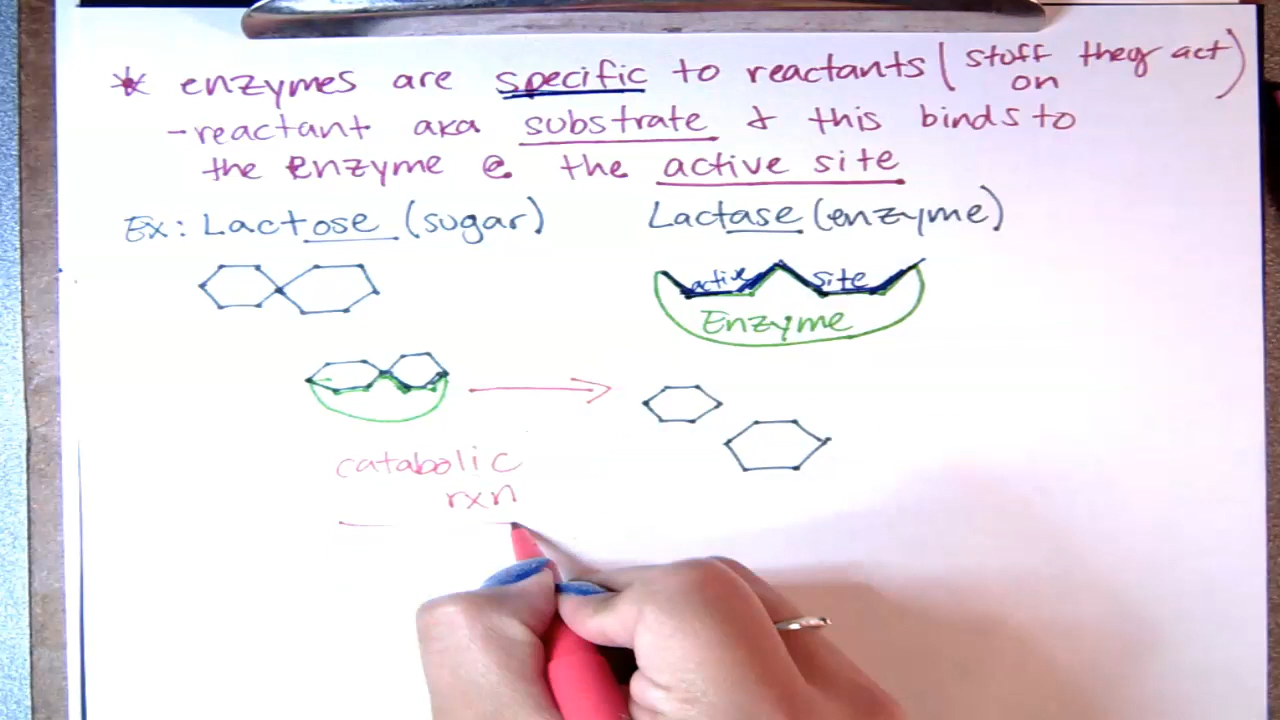 * enzymes are specific to reactants (stuff they act on)
- reactant aka substrate & this binds to
the enzyme @ the active site
Ex: Lactose (sugar)
Lactase (enzyme)
active site
Enzyme
catabolic
rxn